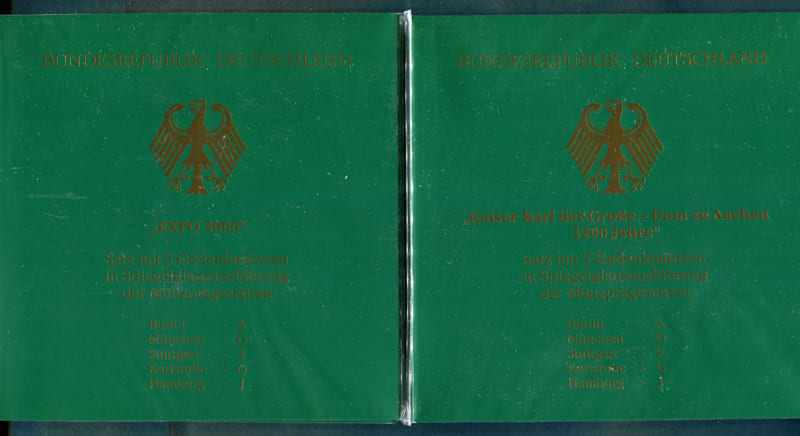 BUNDESREPUBLIK DEUTSCHLAND
„EXPO 2000“
Satz mit 5 Gedenkmünzen
in Spiegelglanzausführung
der Münzprägestätten
Berlin - A
München - D
Stuttgart - F
Karlsruhe - G
Hamburg - J
BUNDESREPUBLIK DEUTSCHLAND
„Kaiser Karl der Große – Dom zu Aachen
1200 Jahre“
Satz mit 5 Gedenkmünzen
in Spiegelglanzausführung
der Münzprägestätten
Berlin - A
München - D
Stuttgart - F
Karlsruhe - G
Hamburg - J